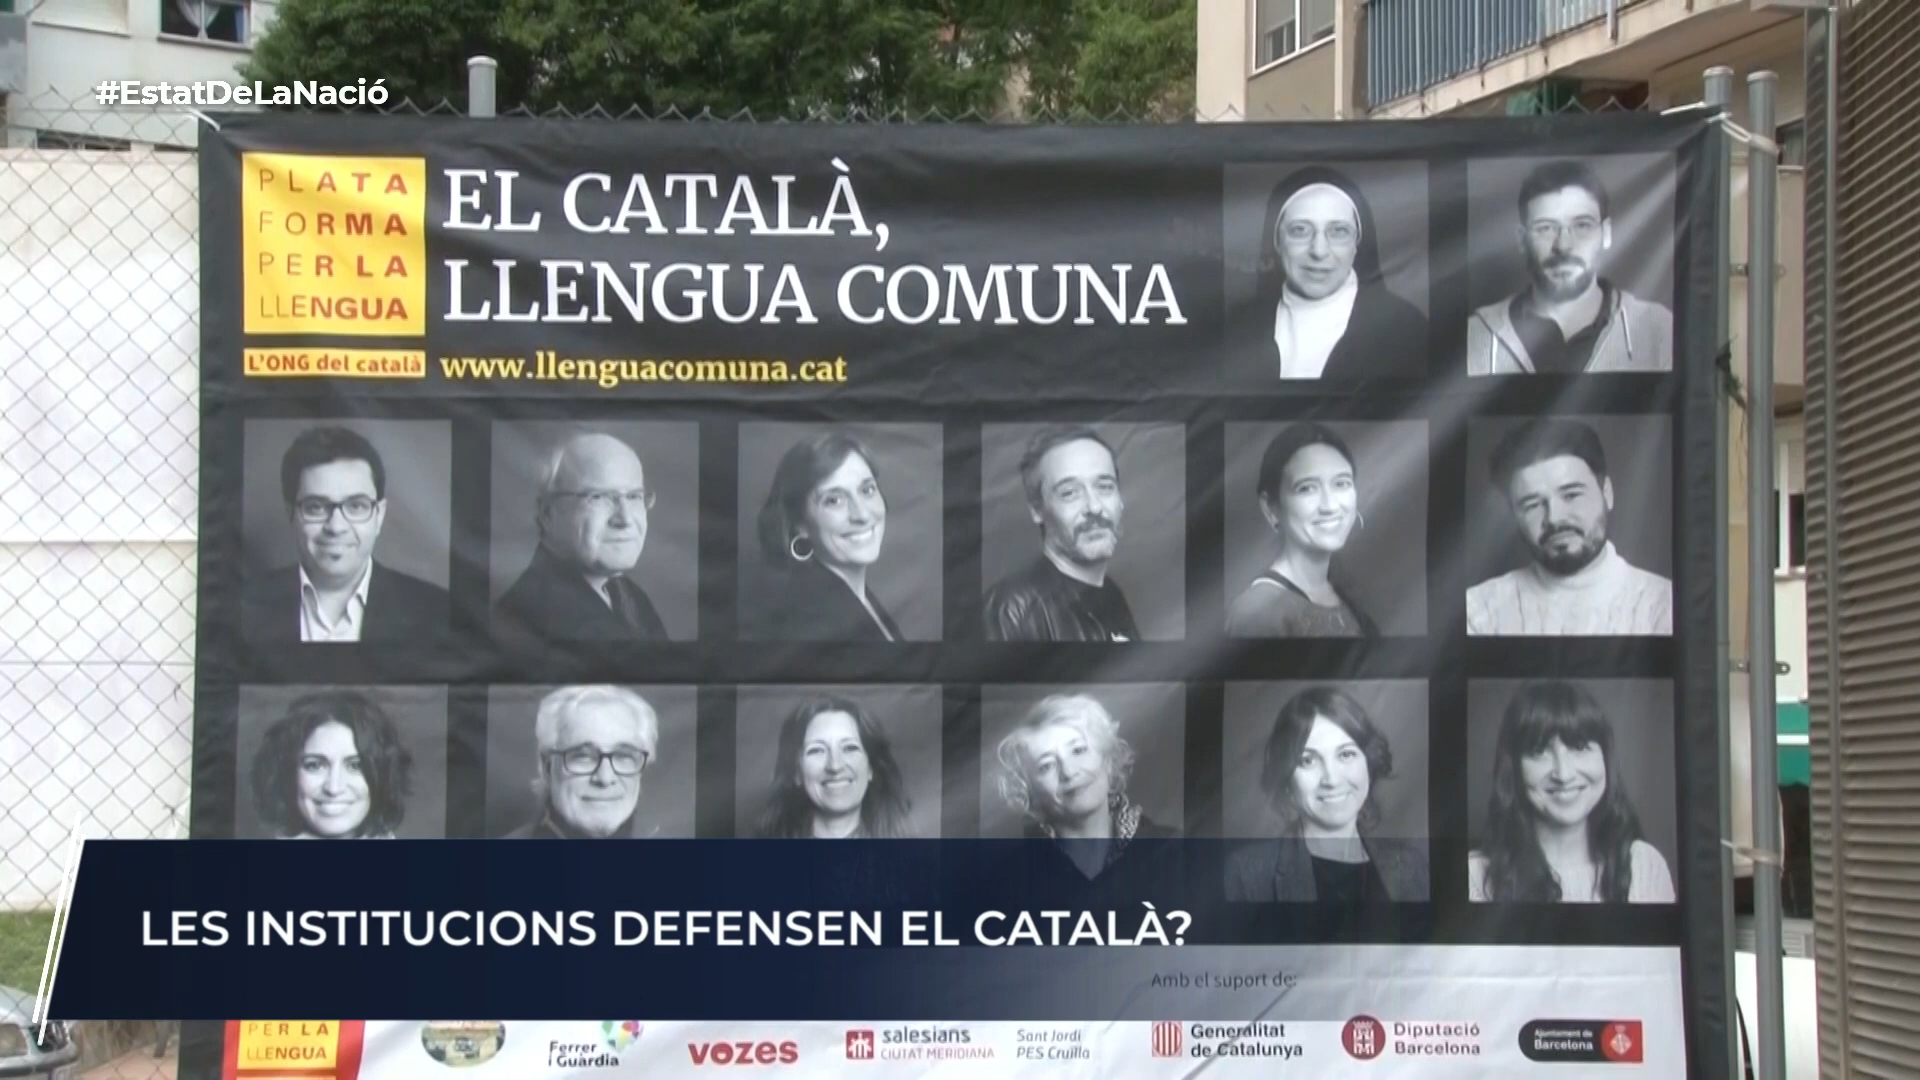 #EstatDeLaNació
PLATA
FORMA
PER LA
LLENGUA
L'ONG del català
EL CATALÀ,
LLENGUA COMUNA
www.llenguacomuna.cat
LES INSTITUCIONS DEFENSEN EL CATALÀ?
Amb el suport de:
PER LA
LLENGUA
Ferrer
i Guàrdia
vozes
salesians
CIUTAT MERIDIANA
Sant Jordi
PES Cruïlla
Generalitat
de Catalunya
Diputació
Barcelona
Ajuntament de
Barcelona